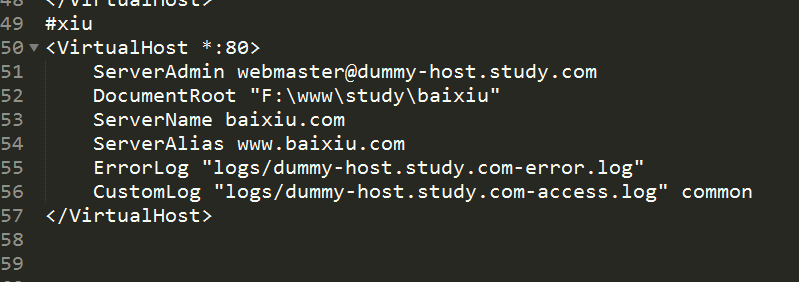 48 </VirtualHost>
49 #xiu
50 <VirtualHost *:80>
51 ServerAdmin webmaster@dummy-host.study.com
52 DocumentRoot "F:\www\study\baixiu"
53 ServerName baixiu.com
54 ServerAlias www.baixiu.com
55 ErrorLog "logs/dummy-host.study.com-error.log"
56 CustomLog "logs/dummy-host.study.com-access.log" common
57 </VirtualHost>
58
59